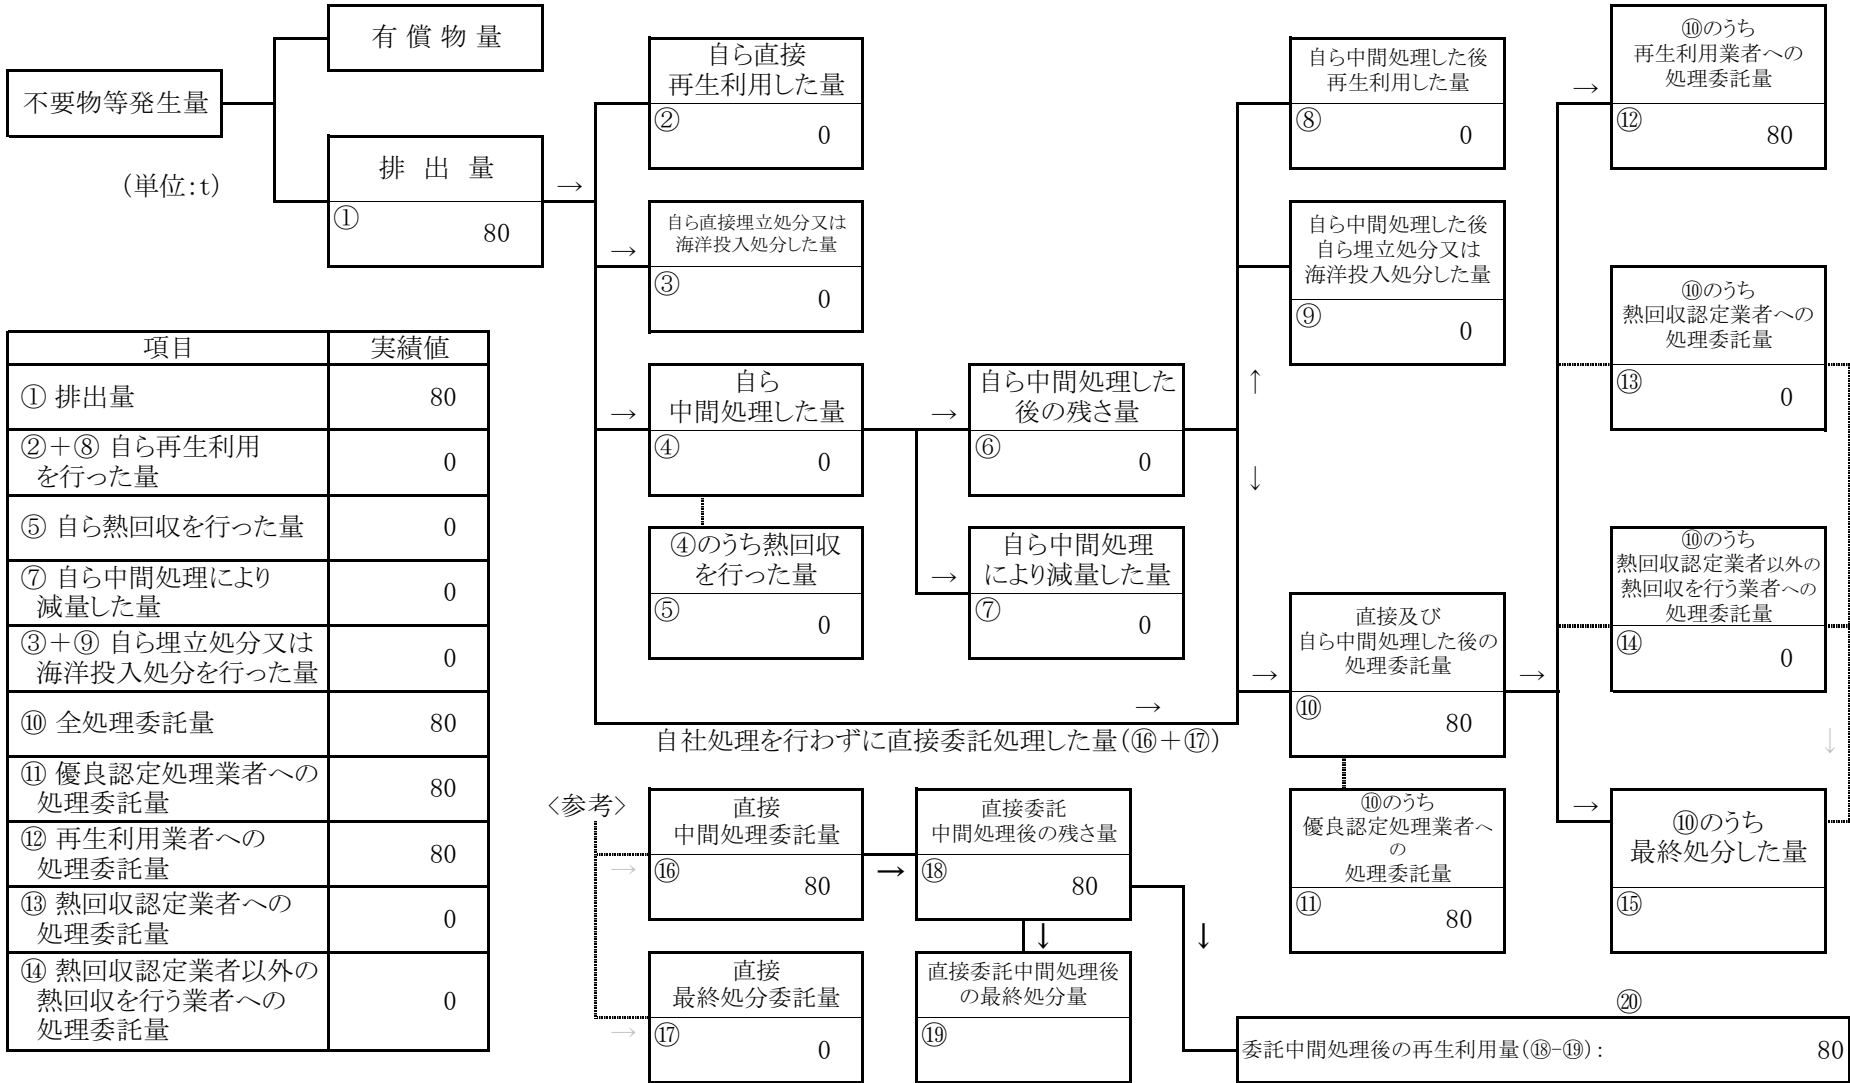 有 償 物 量
不要物等発生量
排 出 量
①
80
(単位:t)
→
自ら直接
再生利用した量
②
0
→
自ら直接埋立処分又は
海洋投入処分した量
③
0
→
自ら
中間処理した量
④
0
④のうち熱回収
を行った量
⑤
0
→
自ら中間処理した
後の残さ量
⑥
0
→
自ら中間処理
により減量した量
⑦
0
自ら中間処理した後
再生利用した量
⑧
0
自ら中間処理した後
自ら埋立処分又は
海洋投入処分した量
⑨
0
↑
↓
→
直接及び
自ら中間処理した後の
処理委託量
⑩
80
→
自社処理を行わずに直接委託処理した量(⑯+⑰)
⑩のうち
優良認定処理業者へ
の
処理委託量
⑪
80
→
→
⑩のうち
再生利用業者への
処理委託量
⑫
80
⑩のうち
熱回収認定業者への
処理委託量
⑬
0
⑩のうち
熱回収認定業者以外の
熱回収を行う業者への
処理委託量
⑭
0
↓
→
⑩のうち
最終処分した量
⑮
項目 実績値
① 排出量 80
②+⑧ 自ら再生利用
を行った量 0
⑤ 自ら熱回収を行った量 0
⑦ 自ら中間処理により
減量した量 0
③+⑨ 自ら埋立処分又は
海洋投入処分を行った量 0
⑩ 全処理委託量 80
⑪ 優良認定処理業者への
処理委託量 80
⑫ 再生利用業者への
処理委託量 80
⑬ 熱回収認定業者への
処理委託量 0
⑭ 熱回収認定業者以外の
熱回収を行う業者への
処理委託量 0
<参考>
→
直接
中間処理委託量
⑯
80
→
直接委託
中間処理後の残さ量
⑱
80
↓
↓
→
直接
最終処分委託量
⑰
0
直接委託中間処理後
の最終処分量
⑲
⑳
委託中間処理後の再生利用量(⑱-⑲): 80